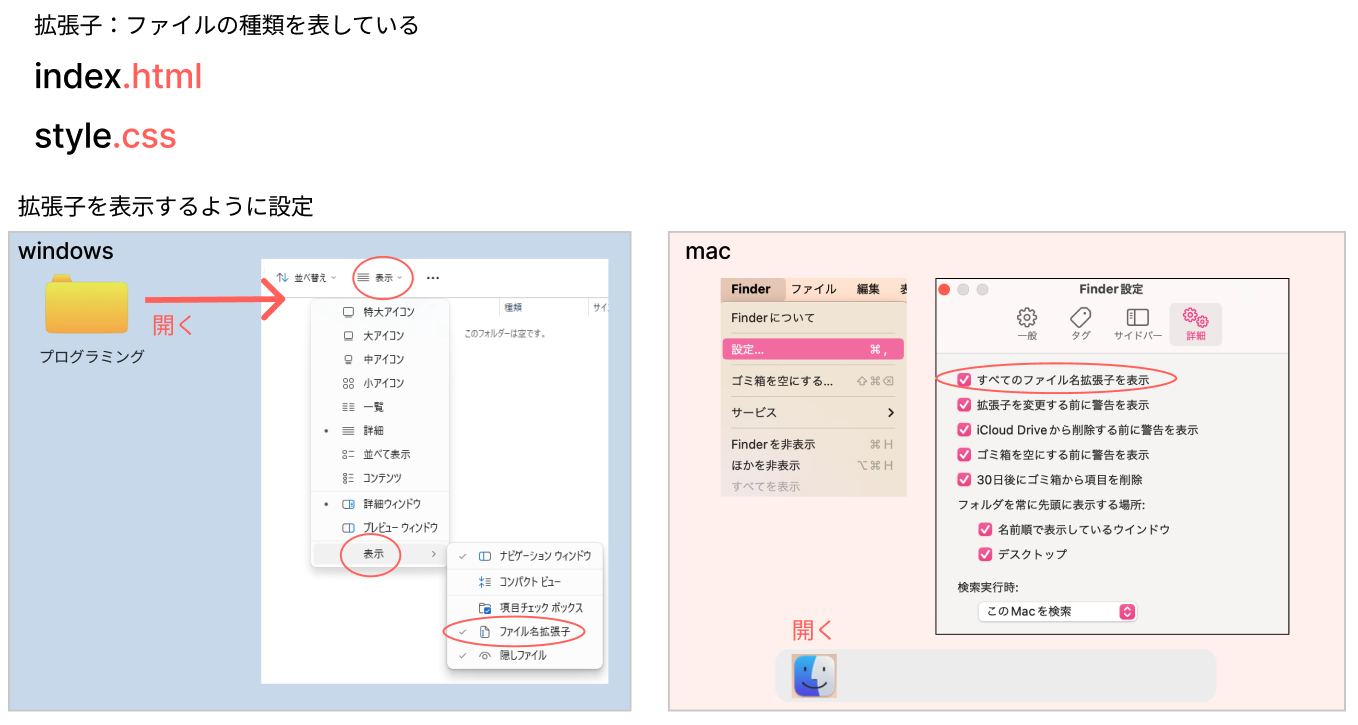 拡張子：ファイルの種類を表している
index.html
style.css
拡張子を表示するように設定
windows
開く
プログラミング
並べ替え
表示
特大アイコン
大アイコン
中アイコン
小アイコン
一覧
詳細
並べて表示
コンテンツ
詳細ウィンドウ
プレビュー ウィンドウ
表示
種類
サイ
このフォルダーは空です。
ナビゲーション ウィンドウ
コンパクト ビュー
項目チェック ボックス
ファイル名拡張子
隠しファイル
mac
Finder ファイル 編集 表
Finderについて
設定... ⌘ ,
ゴミ箱を空にする... ⇧⌘⌫
サービス
Finderを非表示 ⌘ H
ほかを非表示 ⌥⌘ H
すべてを表示
Finder設定
一般 タグ サイドバー 詳細
すべてのファイル名拡張子を表示
拡張子を変更する前に警告を表示
iCloud Driveから削除する前に警告を表示
ゴミ箱を空にする前に警告を表示
30日後にゴミ箱から項目を削除
フォルダを常に先頭に表示する場所:
名前順で表示しているウインドウ
デスクトップ
検索実行時:
このMacを検索
開く